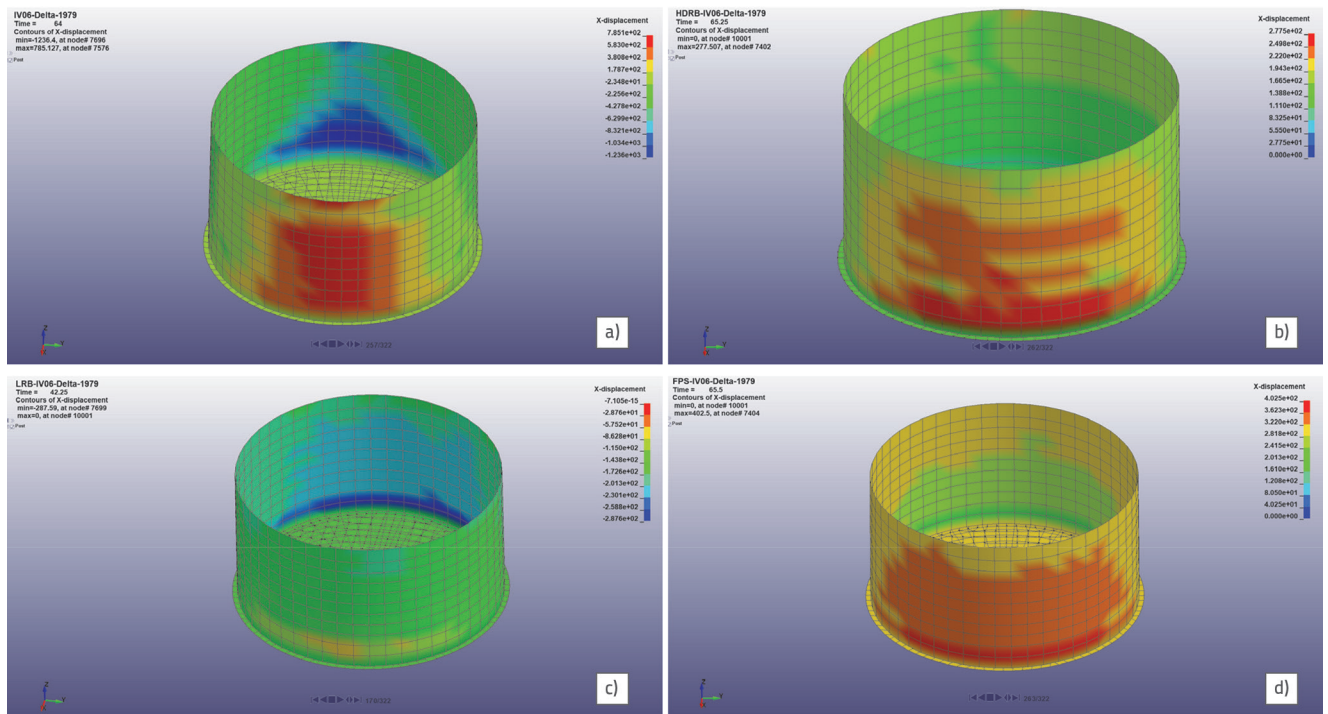 IV06-Delta-1979
Time = 64
Contours of X-displacement
min=-1236.4, at node# 7696
max=785.127, at node# 7576
Post
X-displacement
7.851e+02
5.830e+02
3.808e+02
1.787e+02
-2.348e+01
-2.256e+02
-4.278e+02
-6.299e+02
-8.321e+02
-1.034e+03
-1.236e+03
Z
Y
X
257/322
a)
HDRB-IV06-Delta-1979
Time = 65.25
Contours of X-displacement
min=0, at node# 10001
max=277.507, at node# 7402
Post
X-displacement
2.775e+02
2.498e+02
2.220e+02
1.943e+02
1.665e+02
1.388e+02
1.110e+02
8.325e+01
5.550e+01
2.775e+01
0.000e+00
Z
Y
X
262/322
b)
LRB-IV06-Delta-1979
Time = 42.25
Contours of X-displacement
min=-287.59, at node# 7699
max=0, at node# 10001
Post
X-displacement
-7.105e-15
-2.876e+01
-5.752e+01
-8.628e+01
-1.150e+02
-1.438e+02
-1.726e+02
-2.013e+02
-2.301e+02
-2.588e+02
-2.876e+02
Z
Y
X
170/322
c)
FPS-IV06-Delta-1979
Time = 65.5
Contours of X-displacement
min=0, at node# 10001
max=402.5, at node# 7404
Post
X-displacement
4.025e+02
3.623e+02
3.220e+02
2.818e+02
2.415e+02
2.013e+02
1.610e+02
1.208e+02
8.050e+01
4.025e+01
0.000e+00
Z
Y
X
263/322
d)